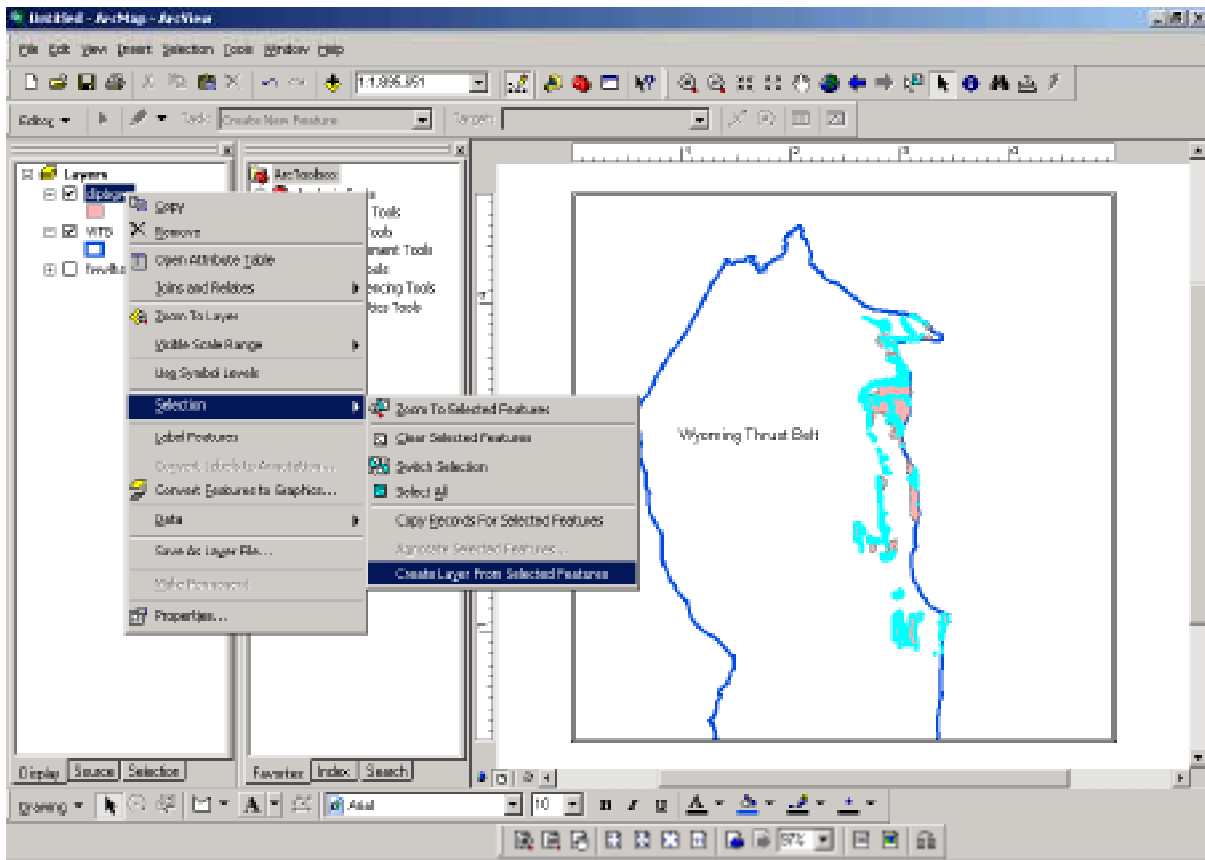 Untitled - ArcMap - ArcView
File Edit View Insert Selection Tools Window Help
Editor Task: Create New Feature Target:
Layers
WTB
ArcToolbox
Tools
Tools
Tools
Copy
Remove
Open Attribute Table
Joins and Relates
Zoom To Layer
Visible Scale Range
Use Symbol Levels
Selection
Label Features
Convert Labels to Annotation...
Convert Features to Graphics...
Data
Save As Layer File...
Make Permanent
Properties...
Zoom To Selected Features
Clear Selected Features
Switch Selection
Select All
Copy Records For Selected Features
Annotate Selected Features...
Create Layer From Selected Features
Wyoming Thrust Belt
Display Source Selection
Favorites Index Search
Drawing A Arial 10 B I U A
97%